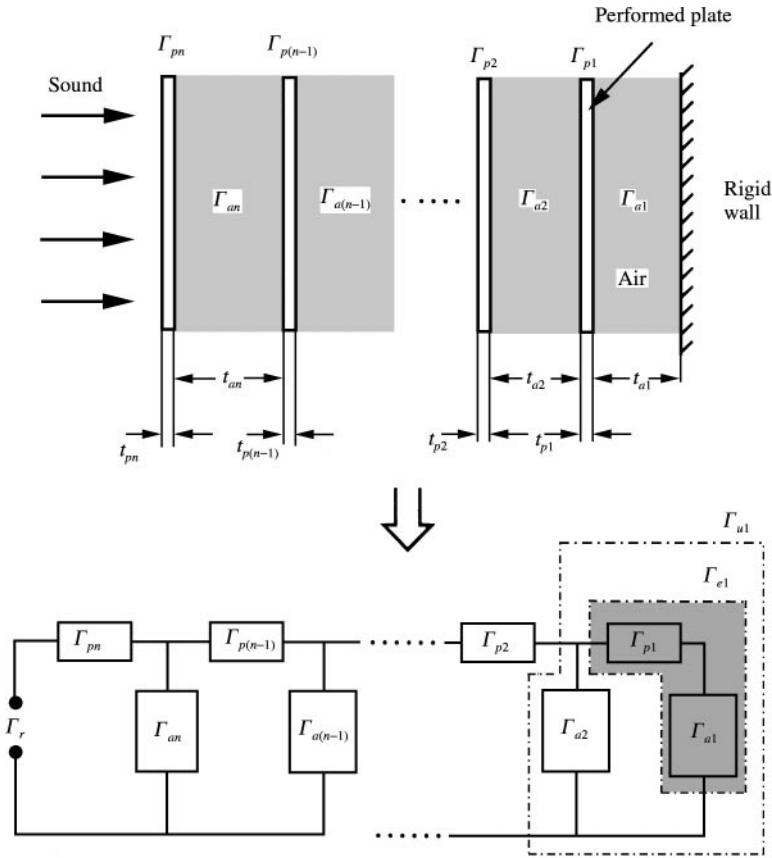 Performed plate
Γpn Γp(n−1) Γp2 Γp1
Sound
Γan Γa(n−1) Γa2 Γa1
Rigid
wall
Air
tan ta2 ta1
tpn tp(n−1) tp2 tp1
Γu1
Γe1
Γpn Γp(n−1) Γp2 Γp1
Γr Γan Γa(n−1) Γa2 Γa1